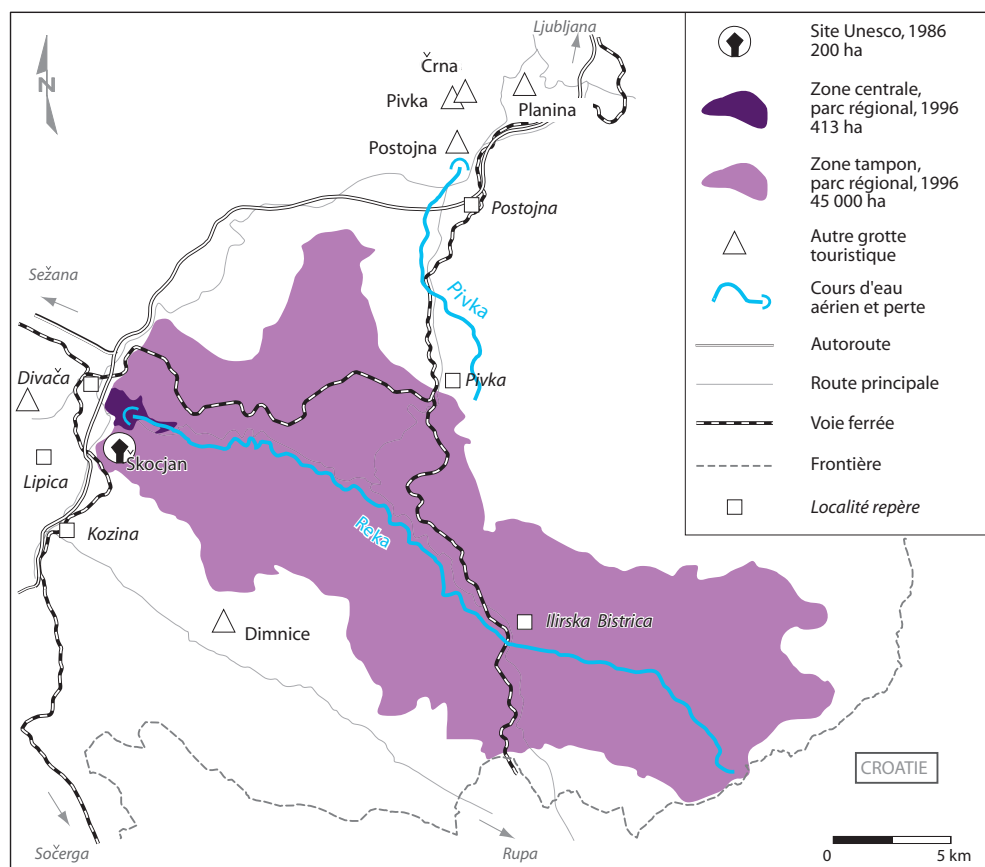 Ljubljana
N
Črna
Pivka
Planina
Postojna
Postojna
Sežana
Pivka
Divača
Pivka
Škocjan
Lipica
Reka
Kozina
Ilirska Bistrica
Dimnice
CROATIE
Sočerga
Rupa
0 5 km
Site Unesco, 1986
200 ha
Zone centrale,
parc régional, 1996
413 ha
Zone tampon,
parc régional, 1996
45 000 ha
Autre grotte
touristique
Cours d'eau
aérien et perte
Autoroute
Route principale
Voie ferrée
Frontière
Localité repère